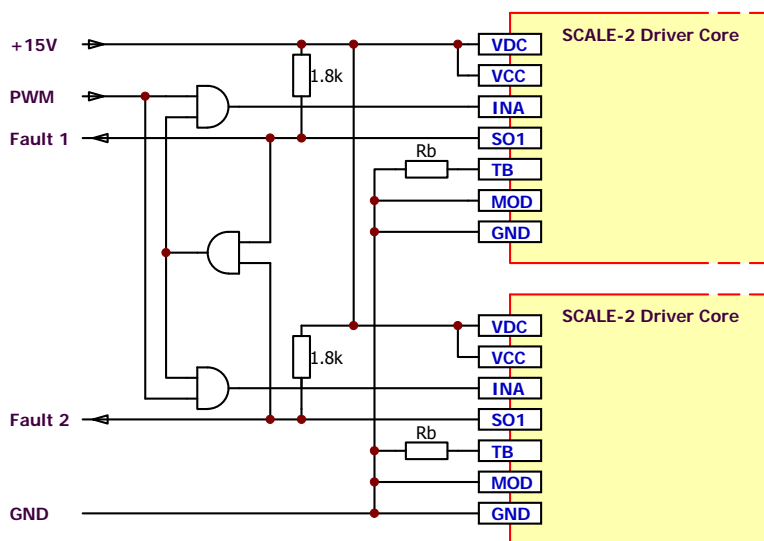 +15V
VDC
SCALE-2 Driver Core
1.8k
VCC
PWM
INA
Fault 1
SO1
Rb
TB
MOD
GND
VDC
SCALE-2 Driver Core
1.8k
VCC
INA
Fault 2
SO1
Rb
TB
MOD
GND
GND